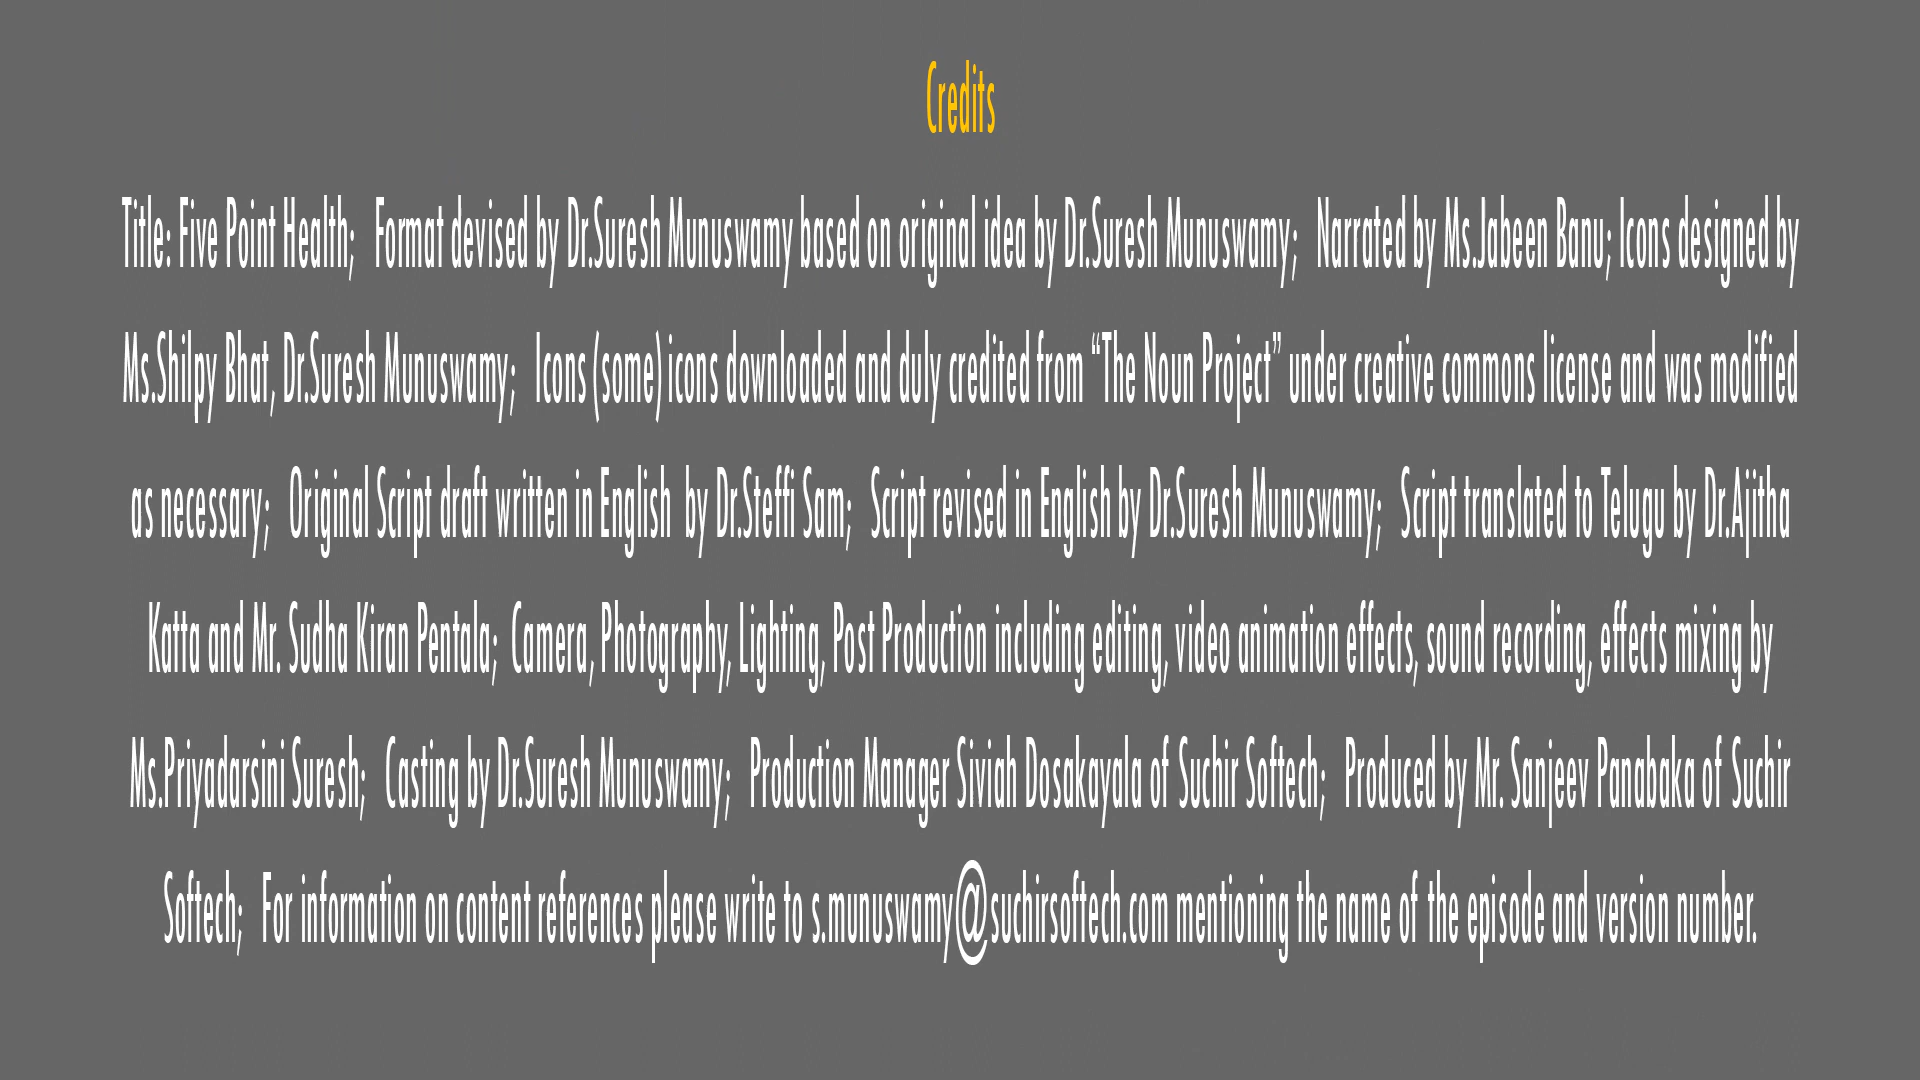 Credits
Title: Five Point Health;   Format devised by Dr.Suresh Munuswamy based on original idea by Dr.Suresh Munuswamy;   Narrated by Ms.Jabeen Banu; Icons designed by
Ms.Shilpy Bhat, Dr.Suresh Munuswamy;   Icons (some) icons downloaded and duly credited from “The Noun Project” under creative commons license and was modified
as necessary;   Original Script draft written in English  by Dr.Steffi Sam;   Script revised in English by Dr.Suresh Munuswamy;   Script translated to Telugu by Dr.Ajitha
Katta and Mr. Sudha Kiran Pentala;  Camera, Photography, Lighting, Post Production including editing, video animation effects, sound recording, effects mixing by
Ms.Priyadarsini Suresh;   Casting by Dr.Suresh Munuswamy;   Production Manager Siviah Dosakayala of Suchir Softech;   Produced by Mr. Sanjeev Panabaka of Suchir
Softech;   For information on content references please write to s.munuswamy@suchirsoftech.com mentioning the name of the episode and version number.